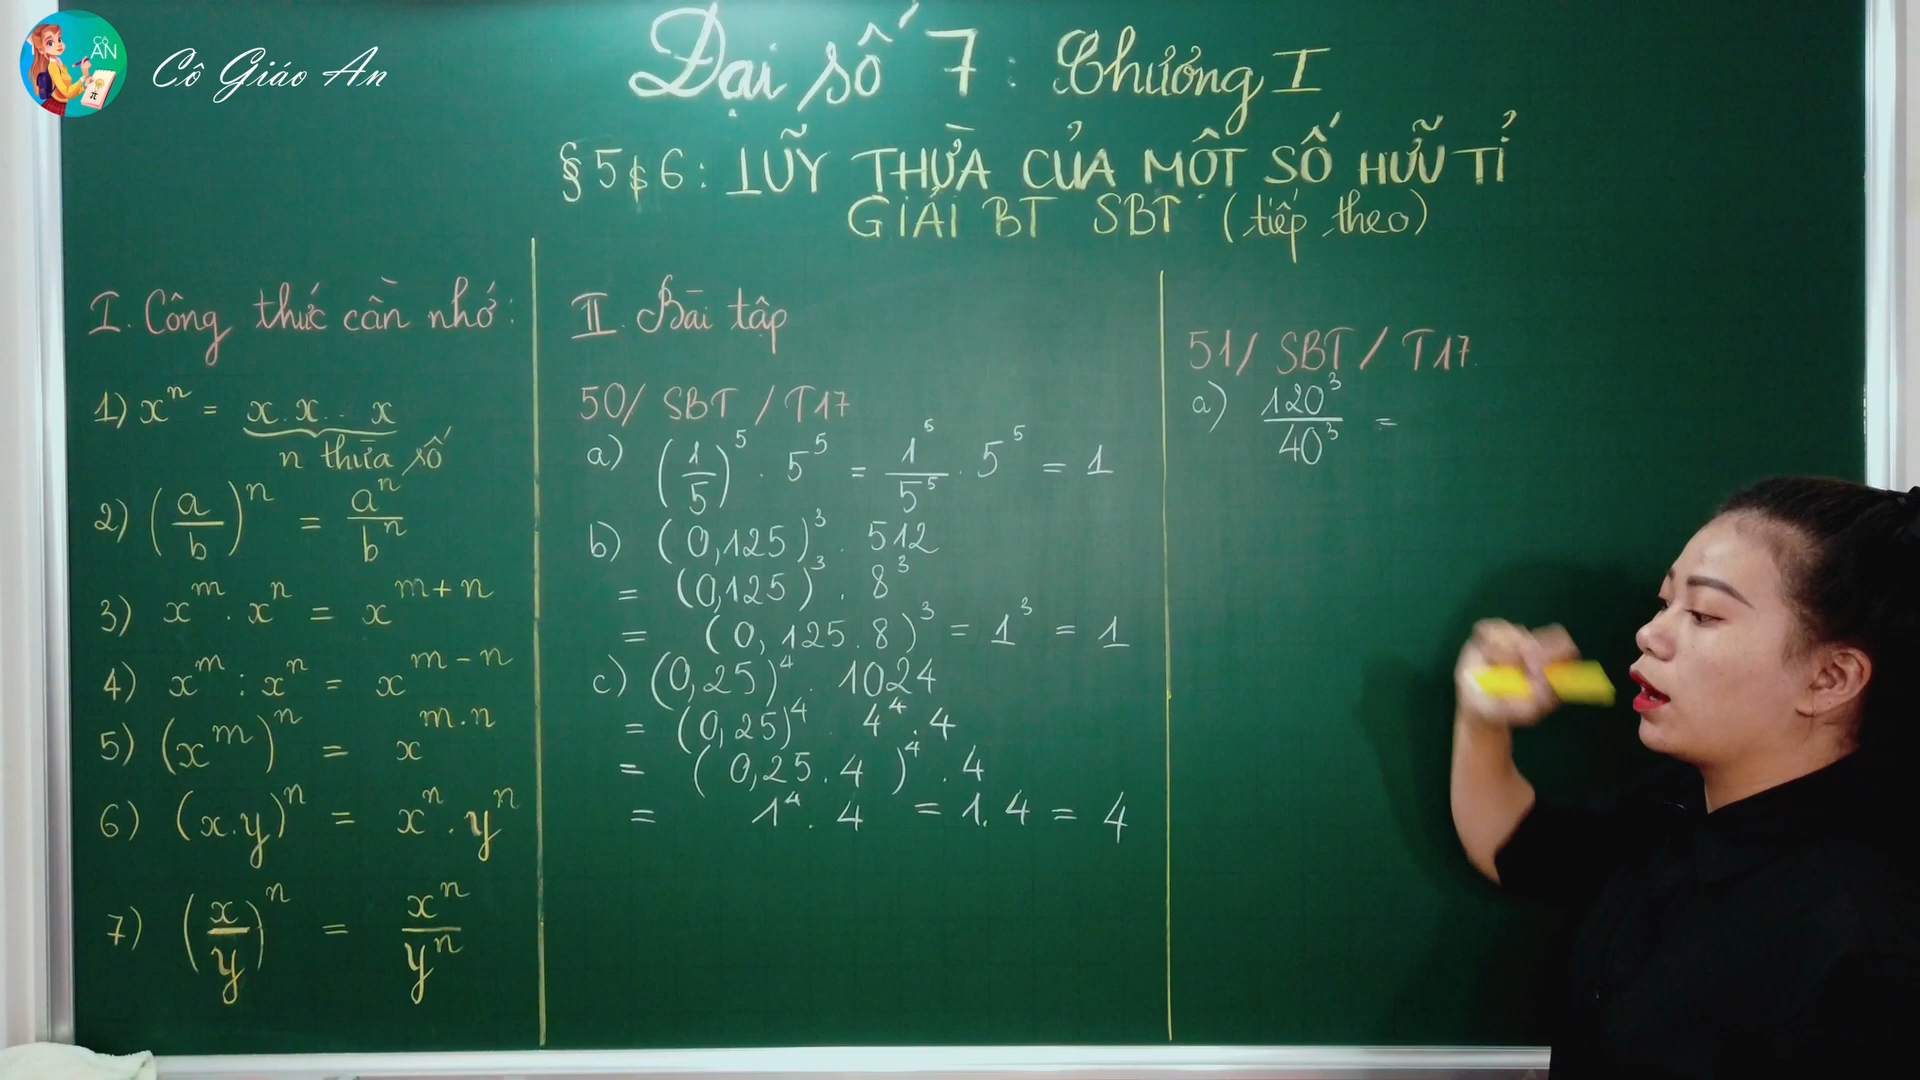 CÔ
AN
Cô Giáo An
Đại số 7 : Chương I
§ 5 & 6 : LŨY THỪA CỦA MỘT SỐ HỮU TỈ
GIẢI BT SBT (tiếp theo)
I. Công thức cần nhớ :
1) xⁿ = x . x ... x
n thừa số
2) (a/b)ⁿ = aⁿ/bⁿ
3) xᵐ . xⁿ = xᵐ⁺ⁿ
4) xᵐ : xⁿ = xᵐ⁻ⁿ
5) (xᵐ)ⁿ = x^(m.n)
6) (x.y)ⁿ = xⁿ . yⁿ
7) (x/y)ⁿ = xⁿ/yⁿ
II. Bài tập
50/ SBT / T17
a) (1/5)⁵ . 5⁵ = 1⁵/5⁵ . 5⁵ = 1
b) (0,125)³ . 512
= (0,125)³ . 8³
= (0,125.8)³ = 1³ = 1
c) (0,25)⁴ . 1024
= (0,25)⁴ . 4⁴ . 4
= (0,25.4)⁴ . 4
= 1⁴ . 4 = 1.4 = 4
51/ SBT / T17
a) 120³/40³ =